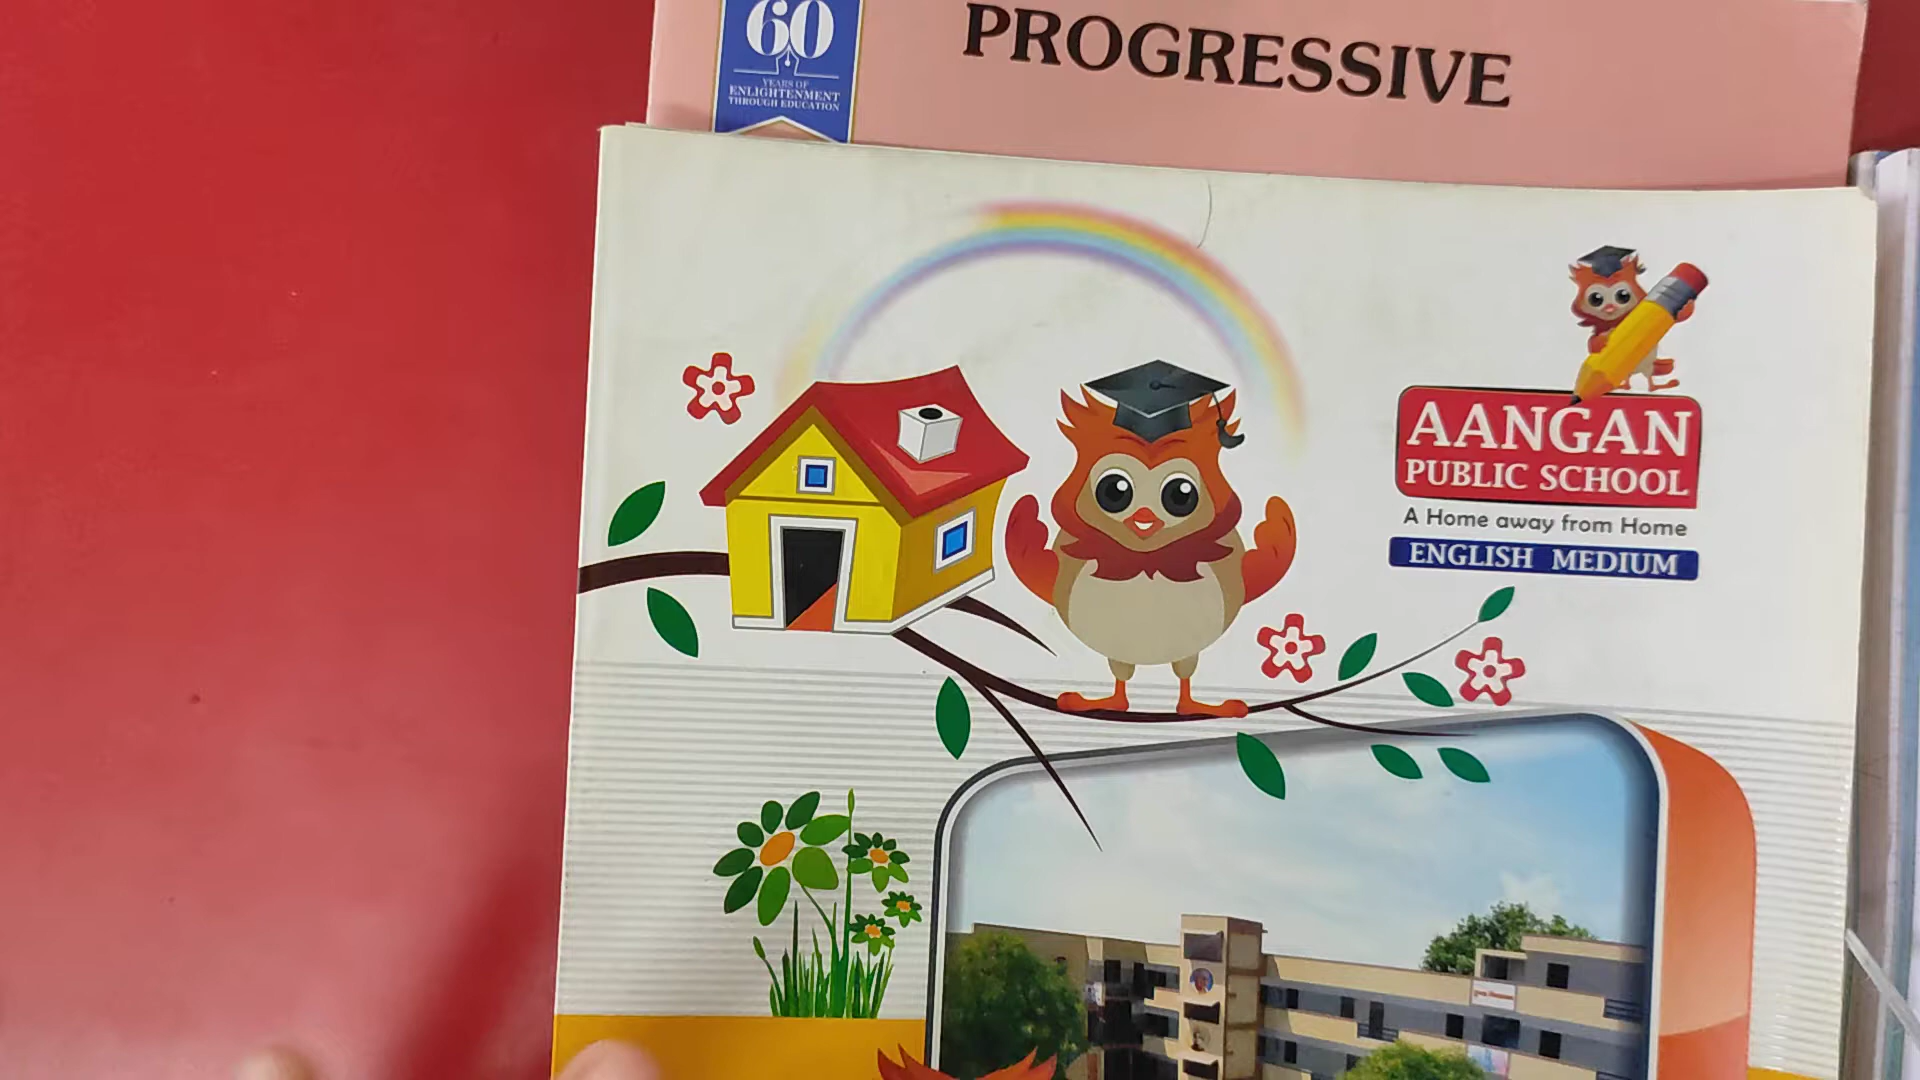 60
YEARS OF
ENLIGHTENMENT
THROUGH EDUCATION
PROGRESSIVE
AANGAN
PUBLIC SCHOOL
A Home away from Home
ENGLISH MEDIUM